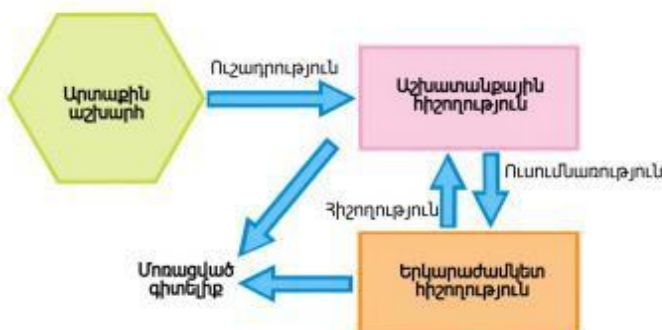 Արտաքին
աշխարհ
Ուշադրություն
Աշխատանքային
հիշողություն
Հիշողություն
Ուսումնառություն
Մոռացված
գիտելիք
Երկարաժամկետ
հիշողություն